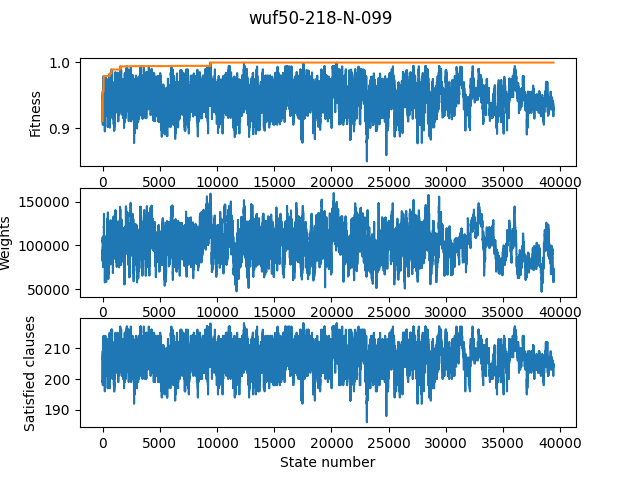 wuf50-218-N-099
1.0
0.9
Fitness
0 5000 10000 15000 20000 25000 30000 35000 40000
150000
100000
50000
Weights
0 5000 10000 15000 20000 25000 30000 35000 40000
210
200
190
Satisfied clauses
0 5000 10000 15000 20000 25000 30000 35000 40000
State number